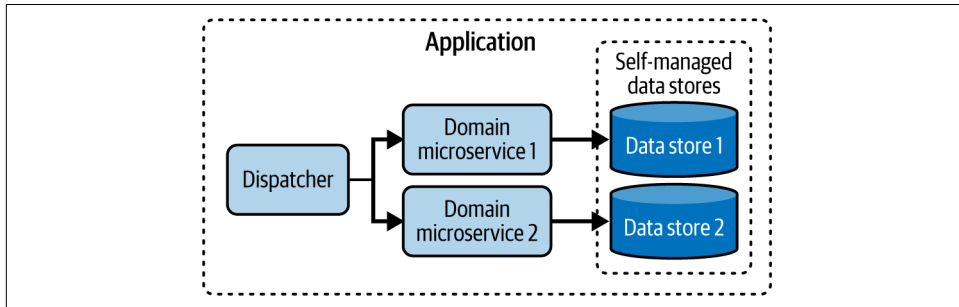 Application
Self-managed
data stores
Domain
microservice 1
Data store 1
Dispatcher
Domain
microservice 2
Data store 2